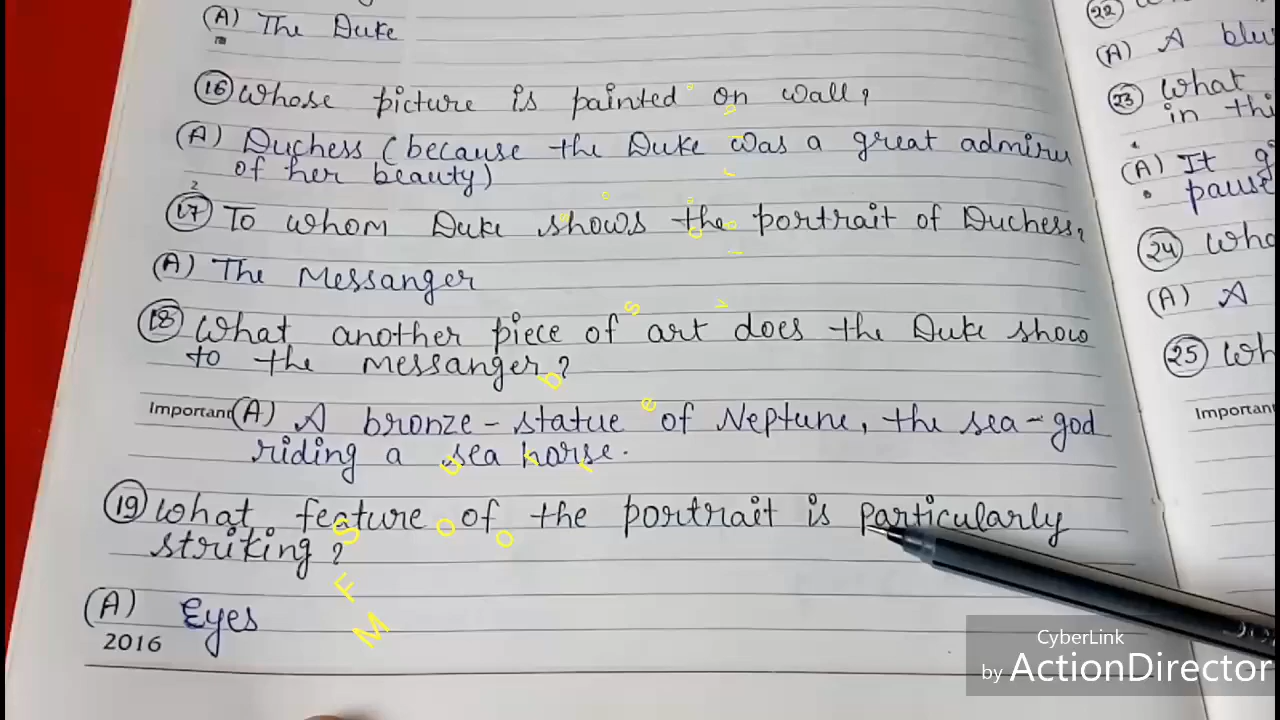 (A) The Duke
(16) Whose picture is painted on wall?
(A) Duchess (because the Duke was a great admirer
of her beauty)
(17) To whom Duke shows the portrait of Duchess?
(A) The Messanger
(18) What another piece of art does the Duke show
to the messanger?
Important (A) A bronze-statue of Neptune, the sea-god
riding a sea horse.
(19) What feature of the portrait is particularly
striking?
(A) Eyes
2016
(22)
(A) A
(23) What
in
(A) It
pause
(24)
(A) A
(25)
Important
CyberLink
by ActionDirector